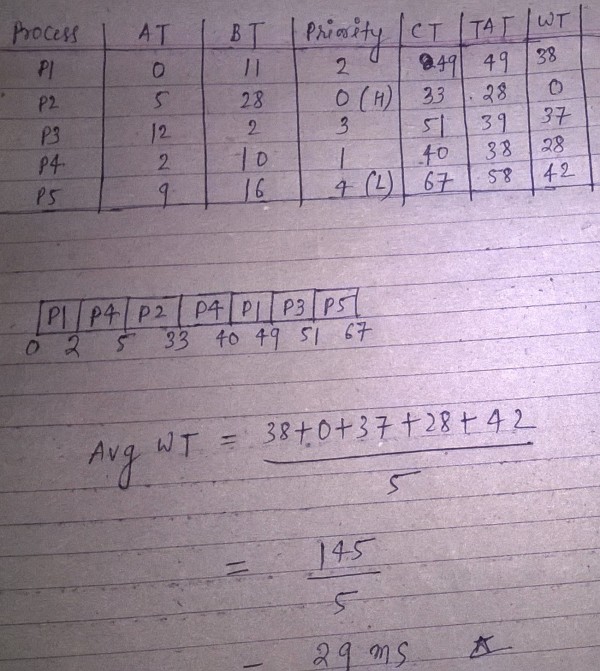 Process AT BT Priority CT TAT WT
P1 0 11 2 49 49 38
P2 5 28 0 (H) 33 28 0
P3 12 2 3 51 39 37
P4 2 10 1 40 38 28
P5 9 16 4 (L) 67 58 42
P1 P4 P2 P4 P1 P3 P5
0 2 5 33 40 49 51 67
Avg WT = 38+0+37+28+42
5
= 145
5
= 29 ms